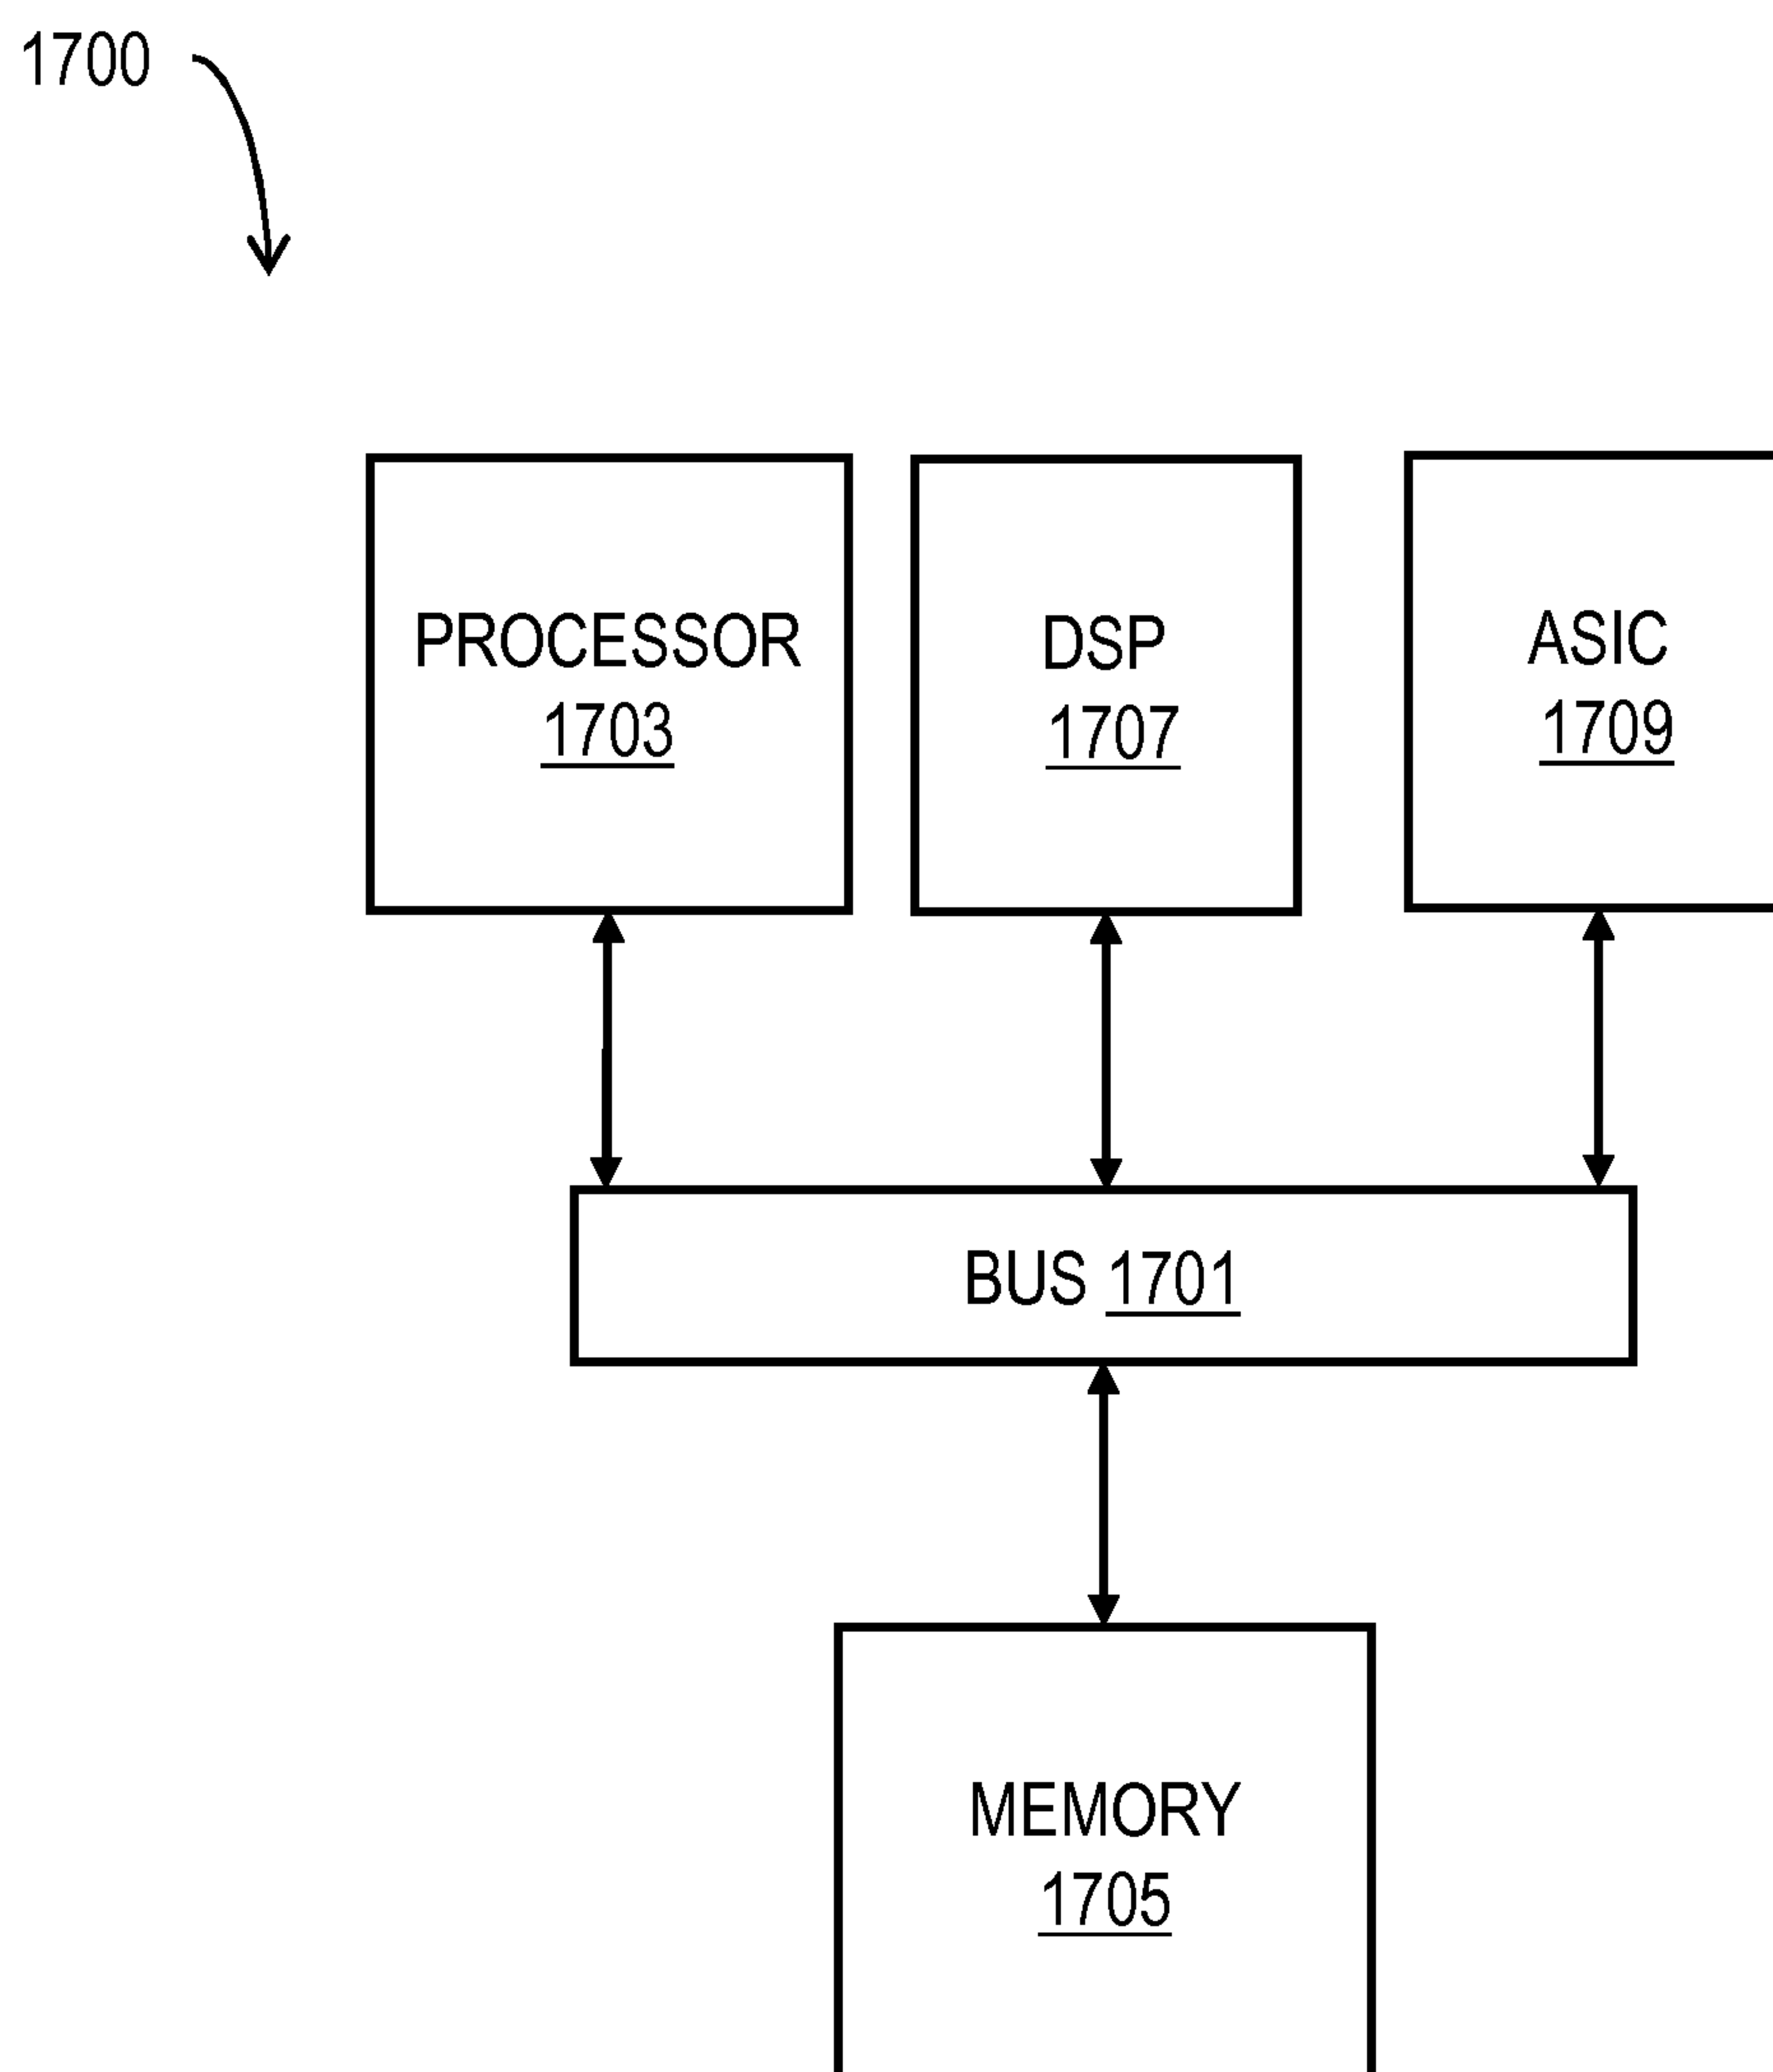 1700
PROCESSOR
1703
DSP
1707
ASIC
1709
BUS 1701
MEMORY
1705